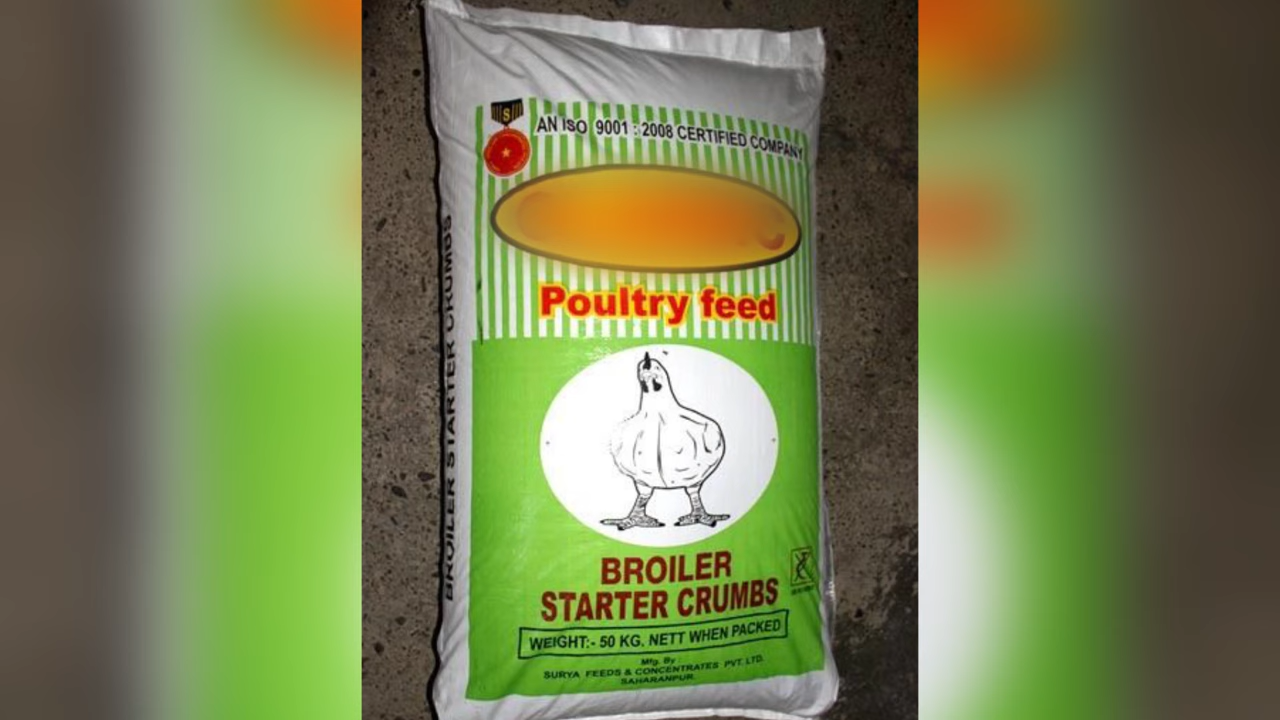 S
AN ISO 9001 : 2008 CERTIFIED COMPANY
Poultry feed
BROILER
STARTER CRUMBS
WEIGHT:- 50 KG. NETT WHEN PACKED
Mfg. By :
SURYA FEEDS & CONCENTRATES PVT. LTD.
SAHARANPUR.
BROILER STARTER CRUMBS